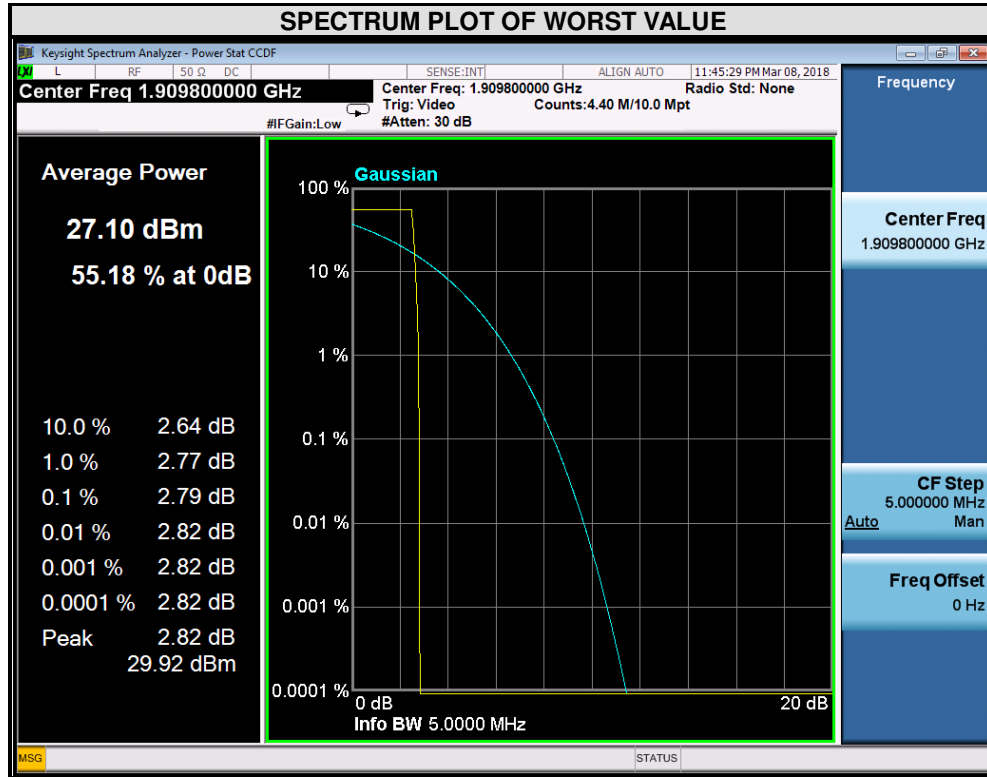 SPECTRUM PLOT OF WORST VALUE
Keysight Spectrum Analyzer - Power Stat CCDF
LXI L RF 50 Ω DC SENSE:INT ALIGN AUTO 11:45:29 PM Mar 08, 2018
Center Freq 1.909800000 GHz
Center Freq: 1.909800000 GHz Radio Std: None
Trig: Video Counts:4.40 M/10.0 Mpt
#IFGain:Low #Atten: 30 dB
Frequency
Average Power
27.10 dBm
55.18 % at 0dB
10.0 % 2.64 dB
1.0 % 2.77 dB
0.1 % 2.79 dB
0.01 % 2.82 dB
0.001 % 2.82 dB
0.0001 % 2.82 dB
Peak 2.82 dB
29.92 dBm
Gaussian
100 %
10 %
1 %
0.1 %
0.01 %
0.001 %
0.0001 %
0 dB 20 dB
Info BW 5.0000 MHz
Center Freq
1.909800000 GHz
CF Step
5.000000 MHz
Auto Man
Freq Offset
0 Hz
MSG STATUS